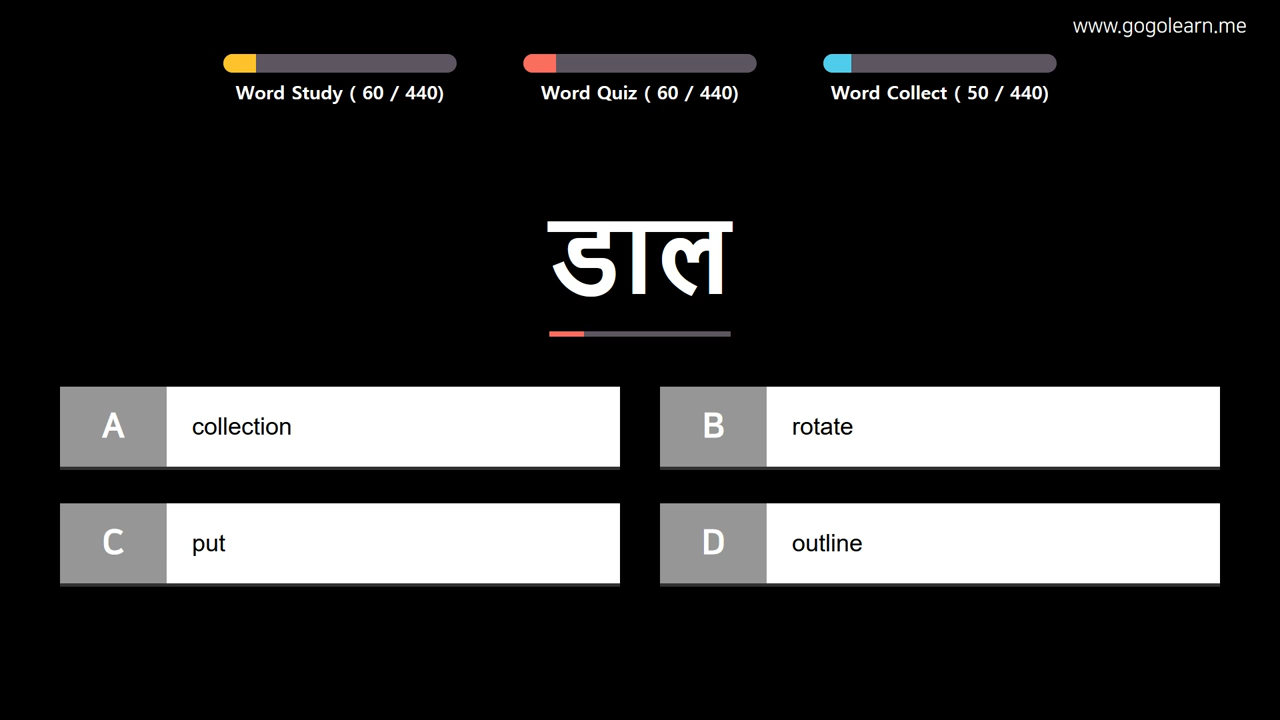 www.gogolearn.me
Word Study ( 60 / 440)
Word Quiz ( 60 / 440)
Word Collect ( 50 / 440)
डाल
A collection
B rotate
C put
D outline